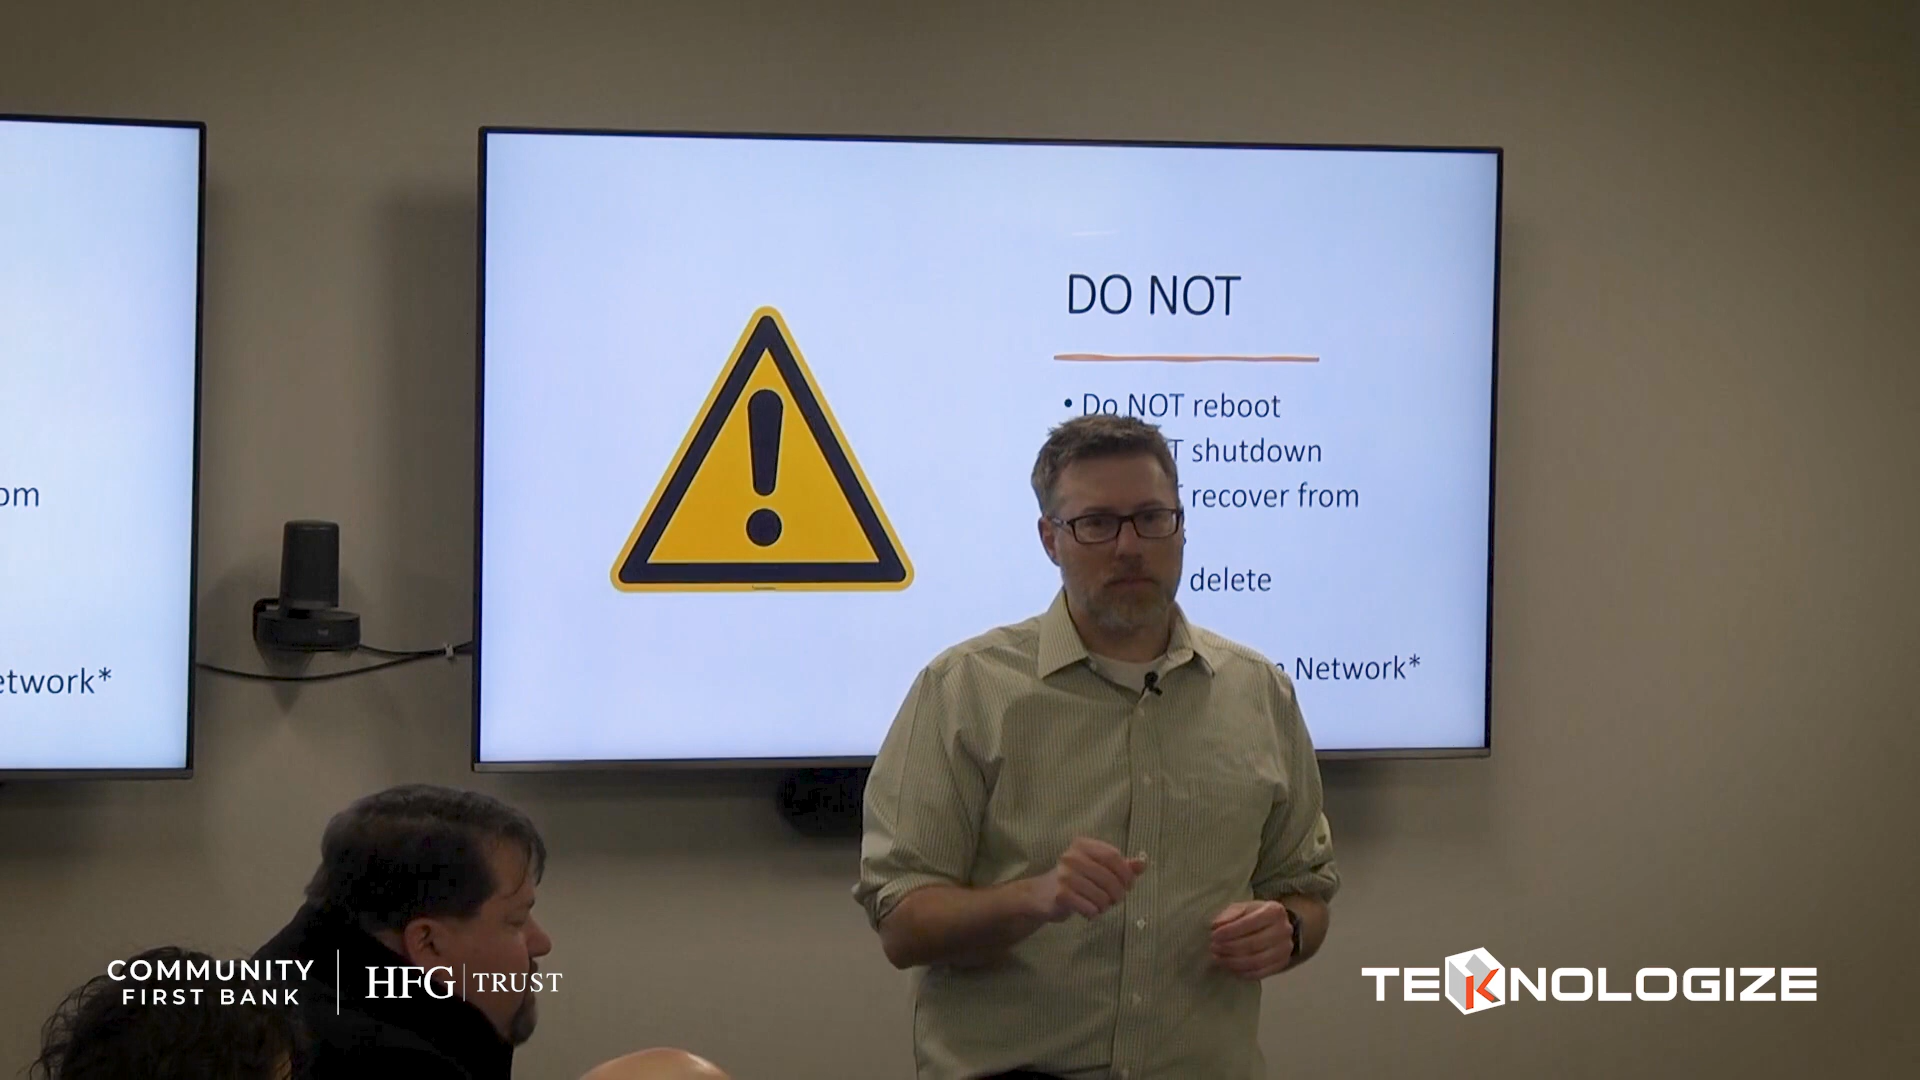 DO NOT
• Do NOT reboot
shutdown
om
recover from
delete
etwork*
Network*
COMMUNITY
FIRST BANK
HFG TRUST
TEKNOLOGIZE